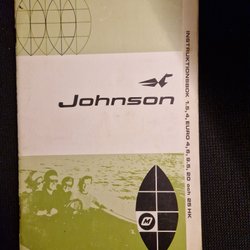 Johnson
INSTRUKTIONSBOK 1.5, 4, EURO 4, 6, 9.5, 20 och 25 HK
M